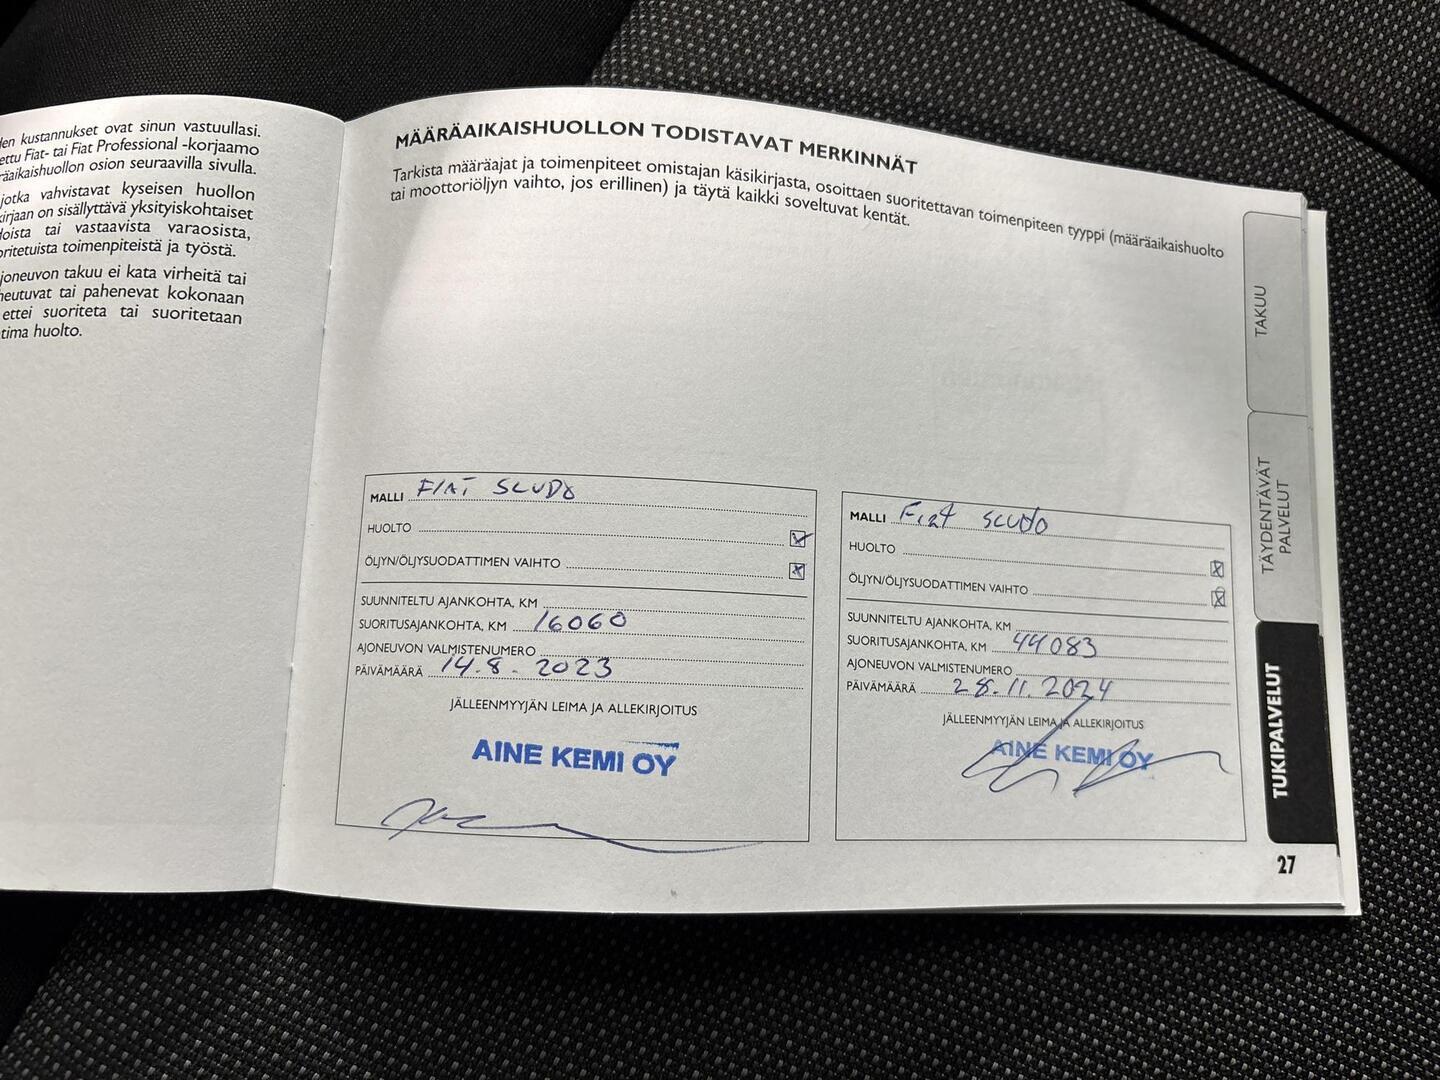 den kustannukset ovat sinun vastuullasi.
ettu Fiat- tai Fiat Professional -korjaamo
räaikaishuollon osion seuraavilla sivulla.
jotka vahvistavat kyseisen huollon
kirjaan on sisällyttävä yksityiskohtaiset
doista tai vastaavista varaosista,
oritetuista toimenpiteistä ja työstä.
joneuvon takuu ei kata virheitä tai
heutuvat tai pahenevat kokonaan
ettei suoriteta tai suoritetaan
tima huolto.
MÄÄRÄAIKAISHUOLLON TODISTAVAT MERKINNÄT
Tarkista määräajat ja toimenpiteet omistajan käsikirjasta, osoittaen suoritettavan toimenpiteen tyyppi (määräaikaishuolto
tai moottoriöljyn vaihto, jos erillinen) ja täytä kaikki soveltuvat kentät.
MALLI FIAT SCUDO
HUOLTO
ÖLJYN/ÖLJYSUODATTIMEN VAIHTO
SUUNNITELTU AJANKOHTA, KM
SUORITUSAJANKOHTA, KM 16060
AJONEUVON VALMISTENUMERO
PÄIVÄMÄÄRÄ 14.8.2023
JÄLLEENMYYJÄN LEIMA JA ALLEKIRJOITUS
AINE KEMI OY
MALLI Fiat scudo
HUOLTO
ÖLJYN/ÖLJYSUODATTIMEN VAIHTO
SUUNNITELTU AJANKOHTA, KM
SUORITUSAJANKOHTA, KM 44083
AJONEUVON VALMISTENUMERO
PÄIVÄMÄÄRÄ 28.11.2024
JÄLLEENMYYJÄN LEIMA JA ALLEKIRJOITUS
AINE KEMI OY
TAKUU
TÄYDENTÄVÄT
PALVELUT
TUKIPALVELUT
27